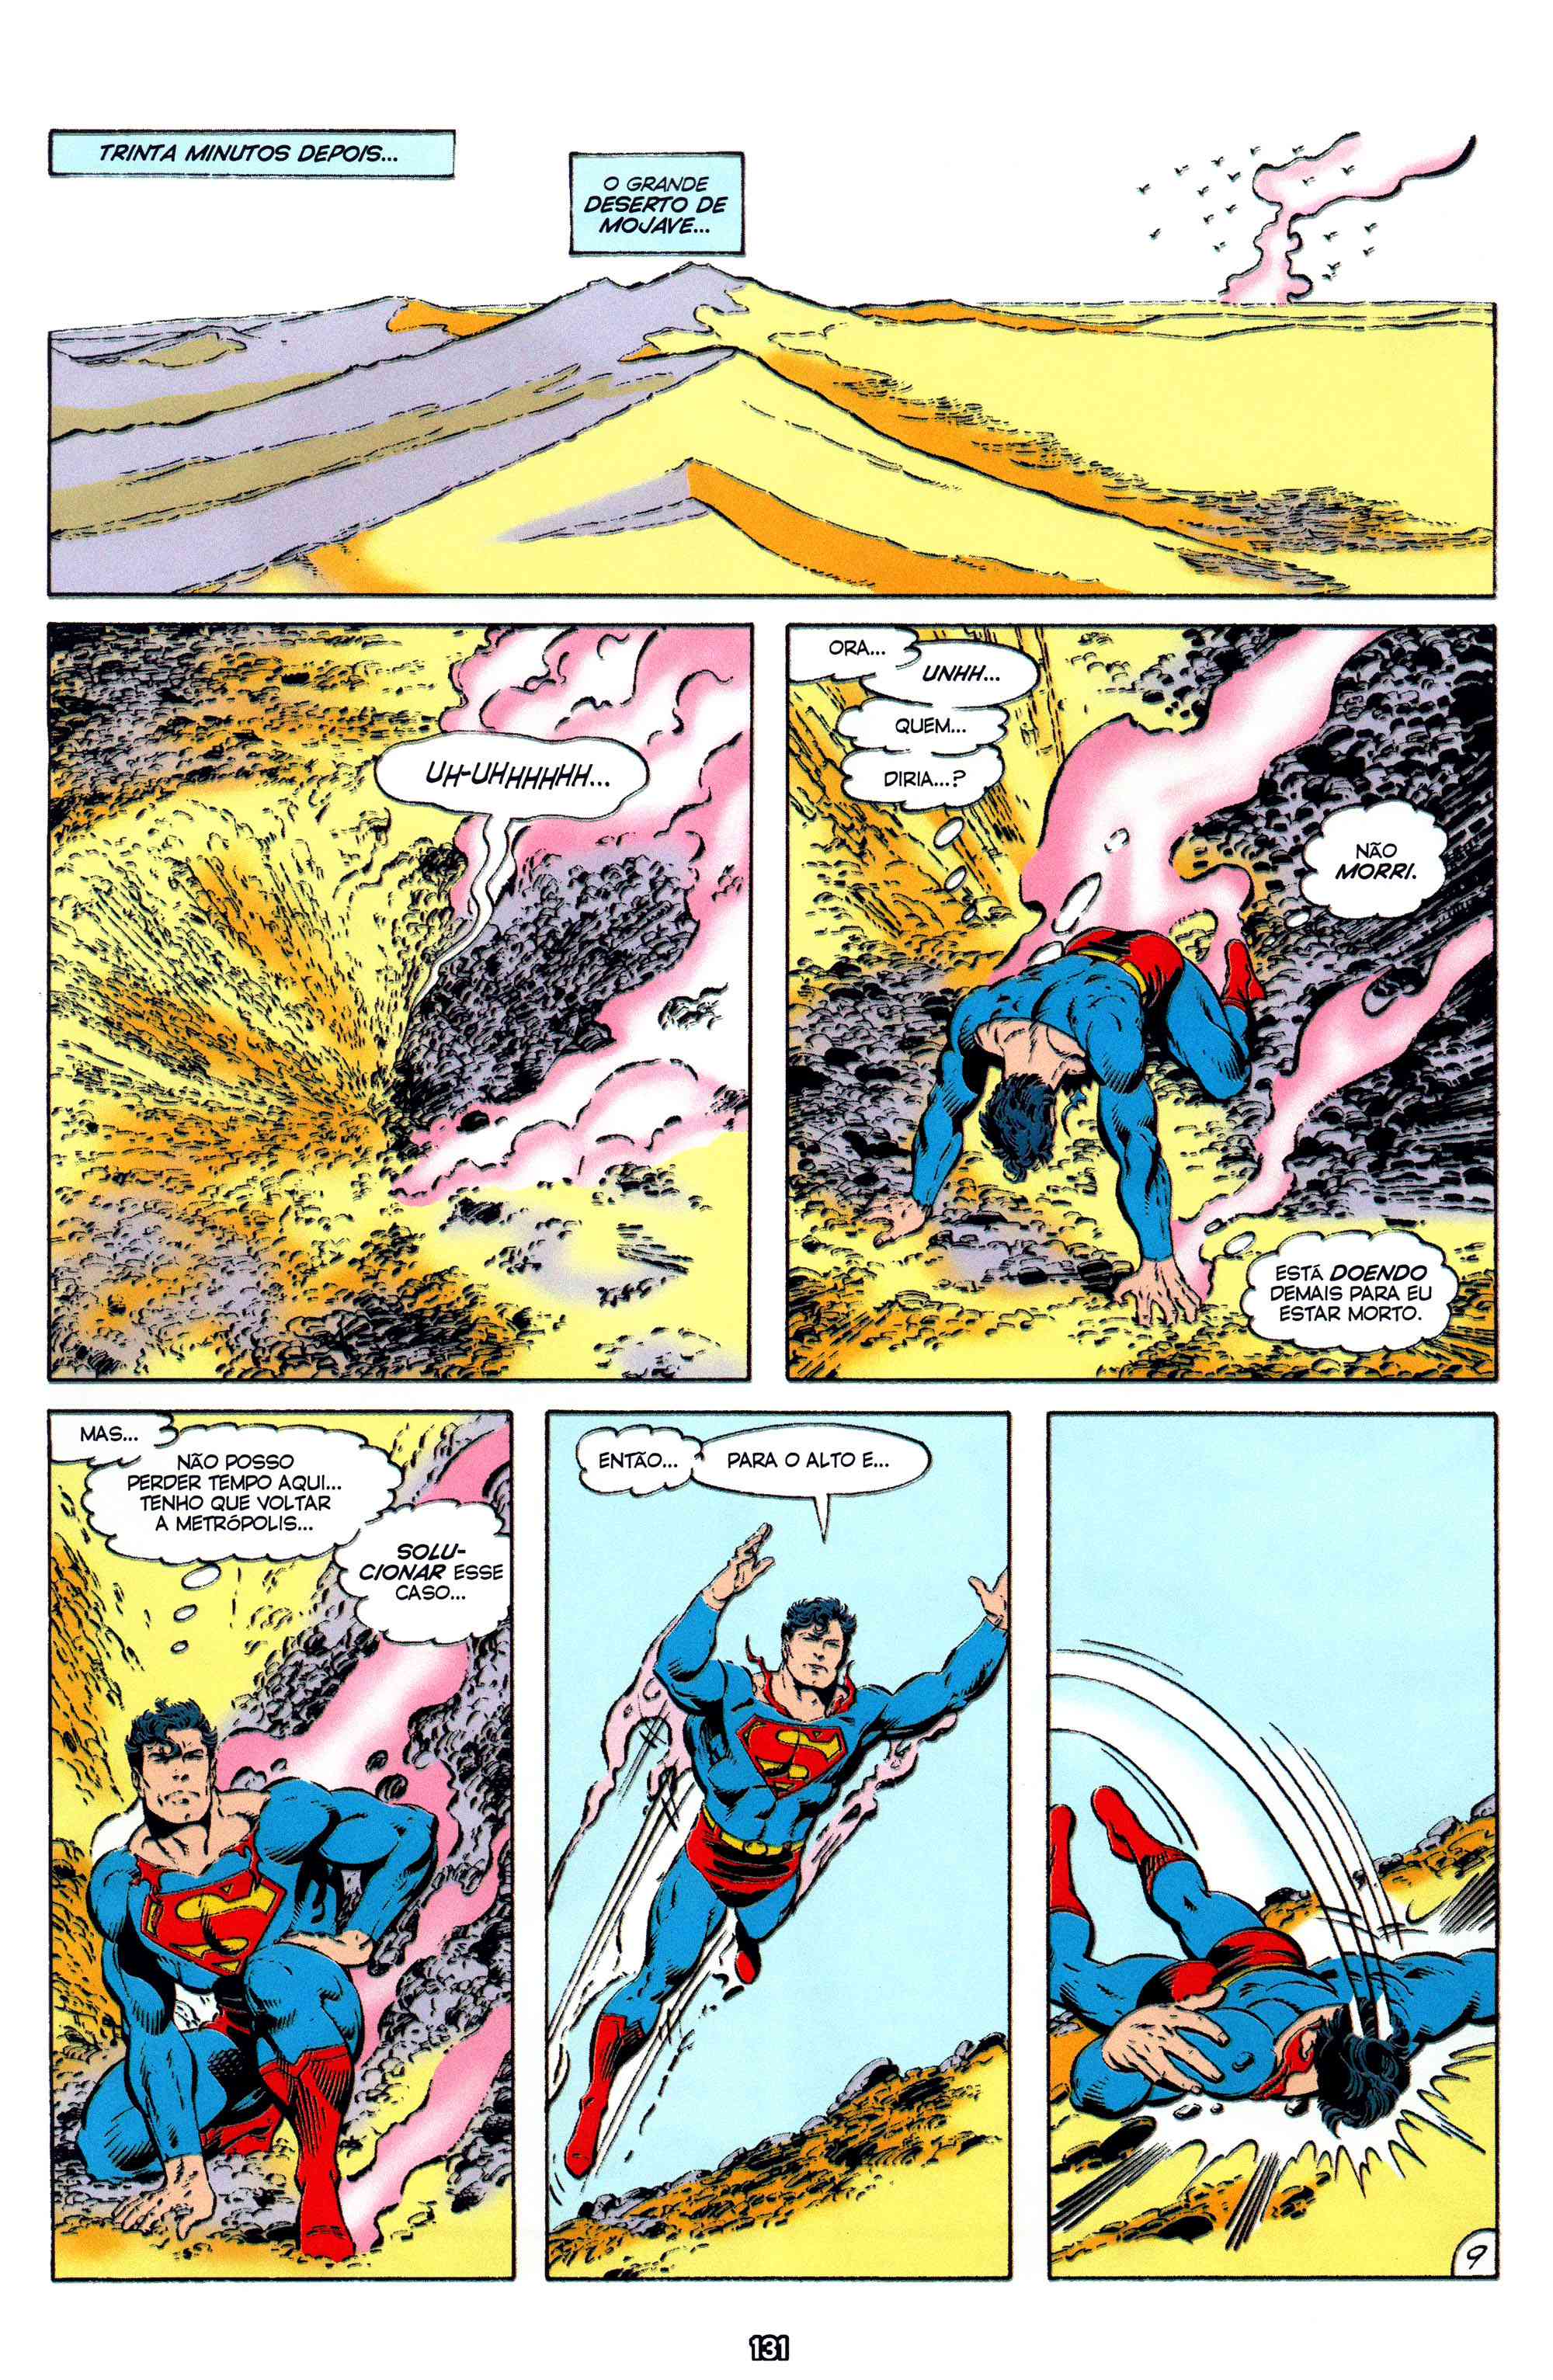 TRINTA MINUTOS DEPOIS...
O GRANDE
DESERTO DE
MOJAVE...
UH-UHHHHHH...
ORA...
UNHH...
QUEM...
DIRIA...?
NÃO
MORRI.
ESTÁ DOENDO
DEMAIS PARA EU
ESTAR MORTO.
MAS...
NÃO POSSO
PERDER TEMPO AQUI...
TENHO QUE VOLTAR
A METRÓPOLIS...
SOLU-
CIONAR ESSE
CASO...
ENTÃO...
PARA O ALTO E...
S
S
9
131